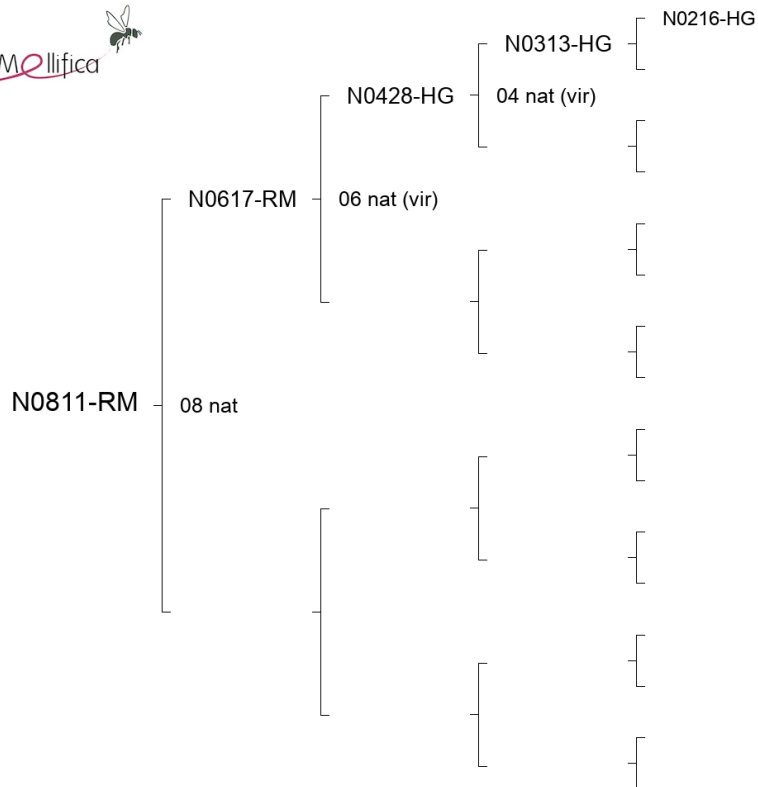 Mellifica
N0216-HG
N0313-HG
N0428-HG
04 nat (vir)
N0617-RM
06 nat (vir)
N0811-RM
08 nat